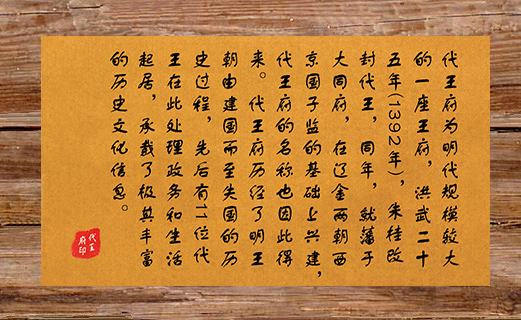 代王府为明代规模较大
的一座王府，洪武二十
五年(1392年)，朱桂改
封代王，同年，就藩于
大同府，在辽金两朝西
京国子监的基础上兴建，
代王府的名称也因此得
来。代王府历经了明王
朝由建国而至失国的历
史过程，先后有11位代
王在此处理政务和生活
起居，承载了极其丰富
的历史文化信息。
代王
府印